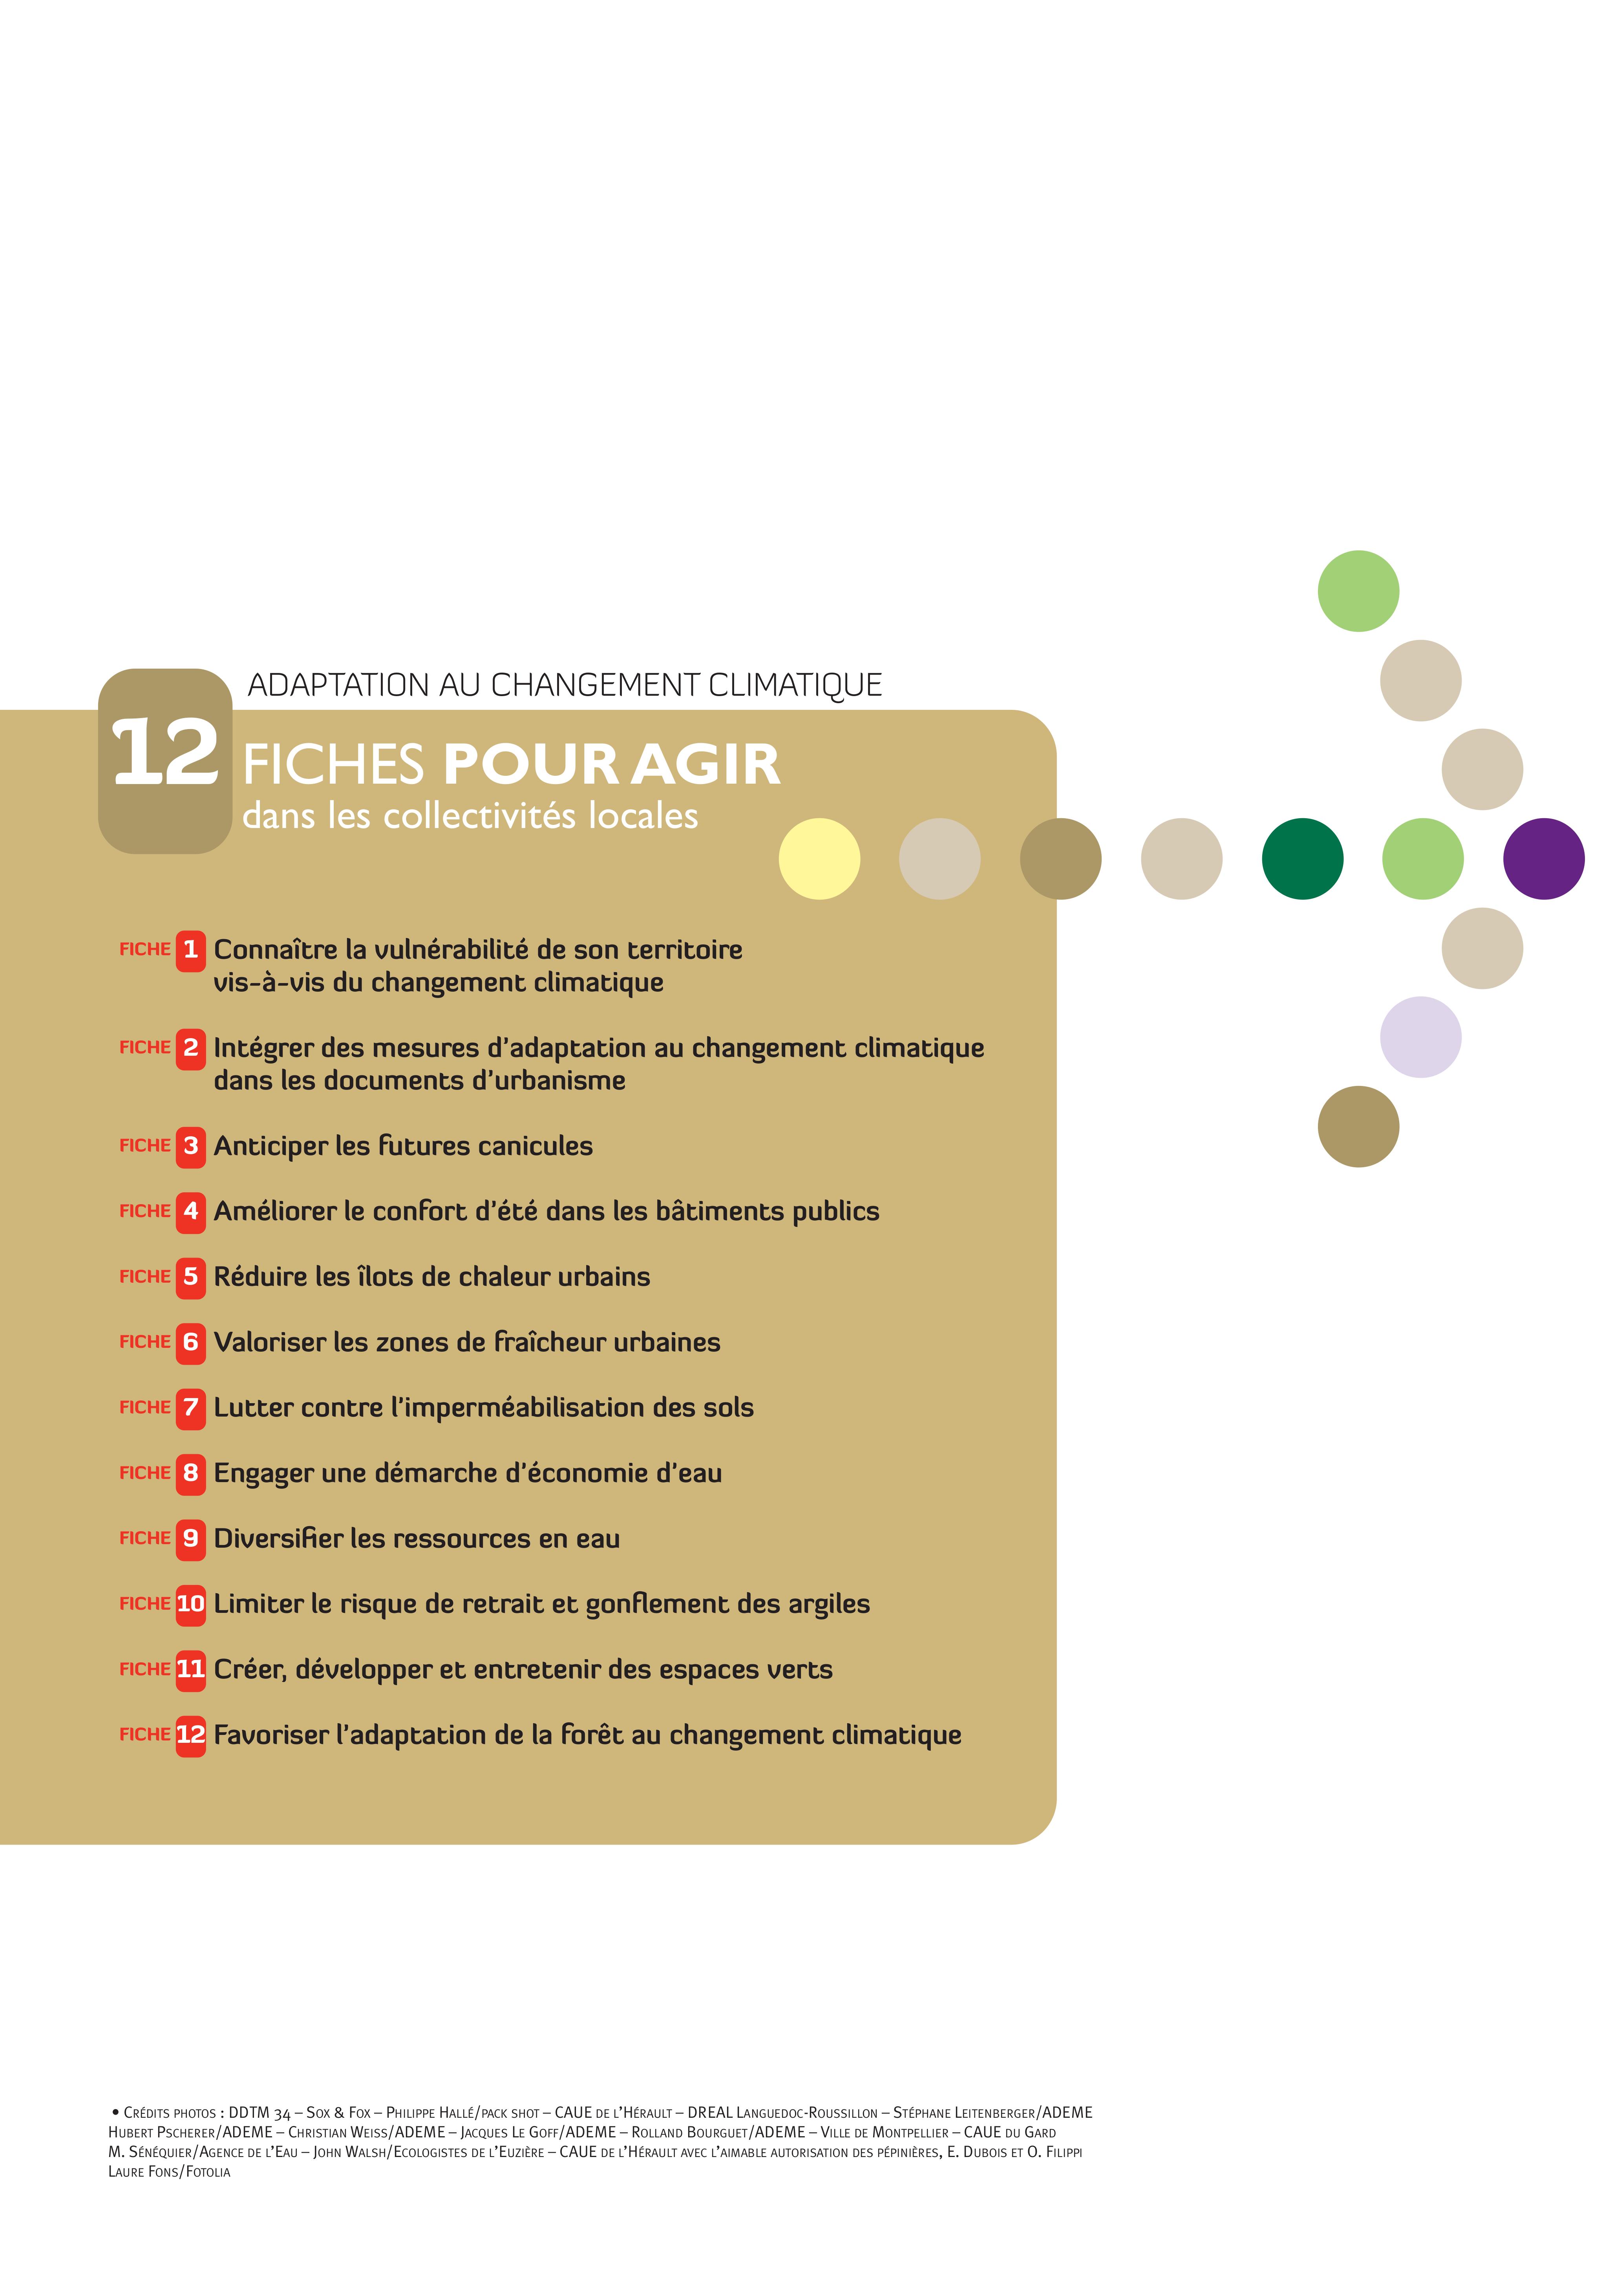 ADAPTATION AU CHANGEMENT CLIMATIQUE
12 FICHES POUR AGIR
dans les collectivités locales
FICHE 1 Connaître la vulnérabilité de son territoire
vis-à-vis du changement climatique
FICHE 2 Intégrer des mesures d'adaptation au changement climatique
dans les documents d'urbanisme
FICHE 3 Anticiper les futures canicules
FICHE 4 Améliorer le confort d'été dans les bâtiments publics
FICHE 5 Réduire les îlots de chaleur urbains
FICHE 6 Valoriser les zones de fraîcheur urbaines
FICHE 7 Lutter contre l'imperméabilisation des sols
FICHE 8 Engager une démarche d'économie d'eau
FICHE 9 Diversifier les ressources en eau
FICHE 10 Limiter le risque de retrait et gonflement des argiles
FICHE 11 Créer, développer et entretenir des espaces verts
FICHE 12 Favoriser l'adaptation de la forêt au changement climatique
• Crédits photos : DDTM 34 – Sox & Fox – Philippe Hallé/pack shot – CAUE de l'Hérault – DREAL Languedoc-Roussillon – Stéphane Leitenberger/ADEME
Hubert Pscherer/ADEME – Christian Weiss/ADEME – Jacques Le Goff/ADEME – Rolland Bourguet/ADEME – Ville de Montpellier – CAUE du Gard
M. Sénéquier/Agence de l'Eau – John Walsh/Ecologistes de l'Euzière – CAUE de l'Hérault avec l'aimable autorisation des pépinières, E. Dubois et O. Filippi
Laure Fons/Fotolia